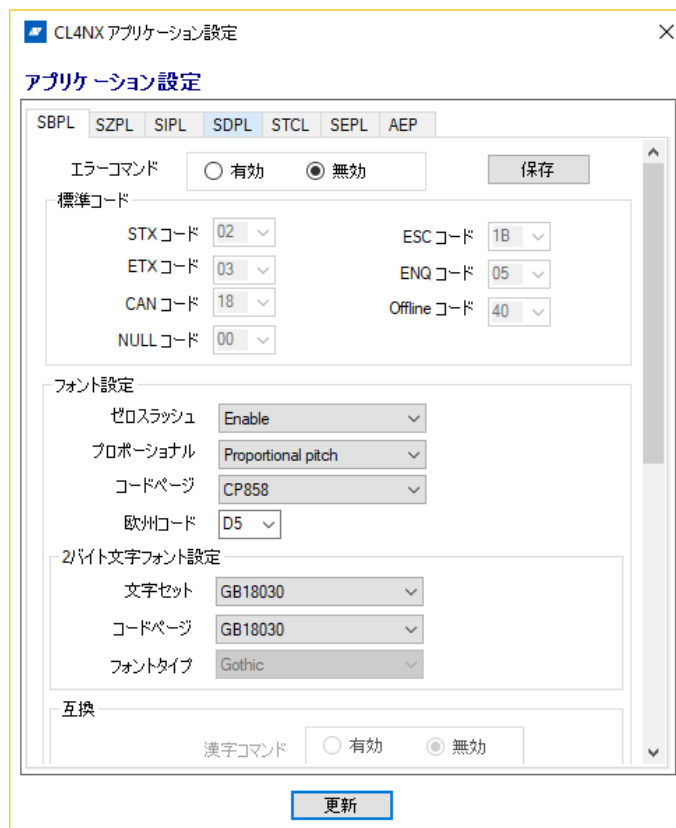 CL4NX アプリケーション設定
アプリケーション設定
SBPL SZPL SIPL SDPL STCL SEPL AEP
エラーコマンド 有効 無効 保存
標準コード
STX コード 02 ESC コード 1B
ETX コード 03 ENQ コード 05
CAN コード 18 Offline コード 40
NULL コード 00
フォント設定
ゼロスラッシュ Enable
プロポーショナル Proportional pitch
コードページ CP858
欧州コード D5
2バイト文字フォント設定
文字セット GB18030
コードページ GB18030
フォントタイプ Gothic
互換
漢字コマンド 有効 無効
更新